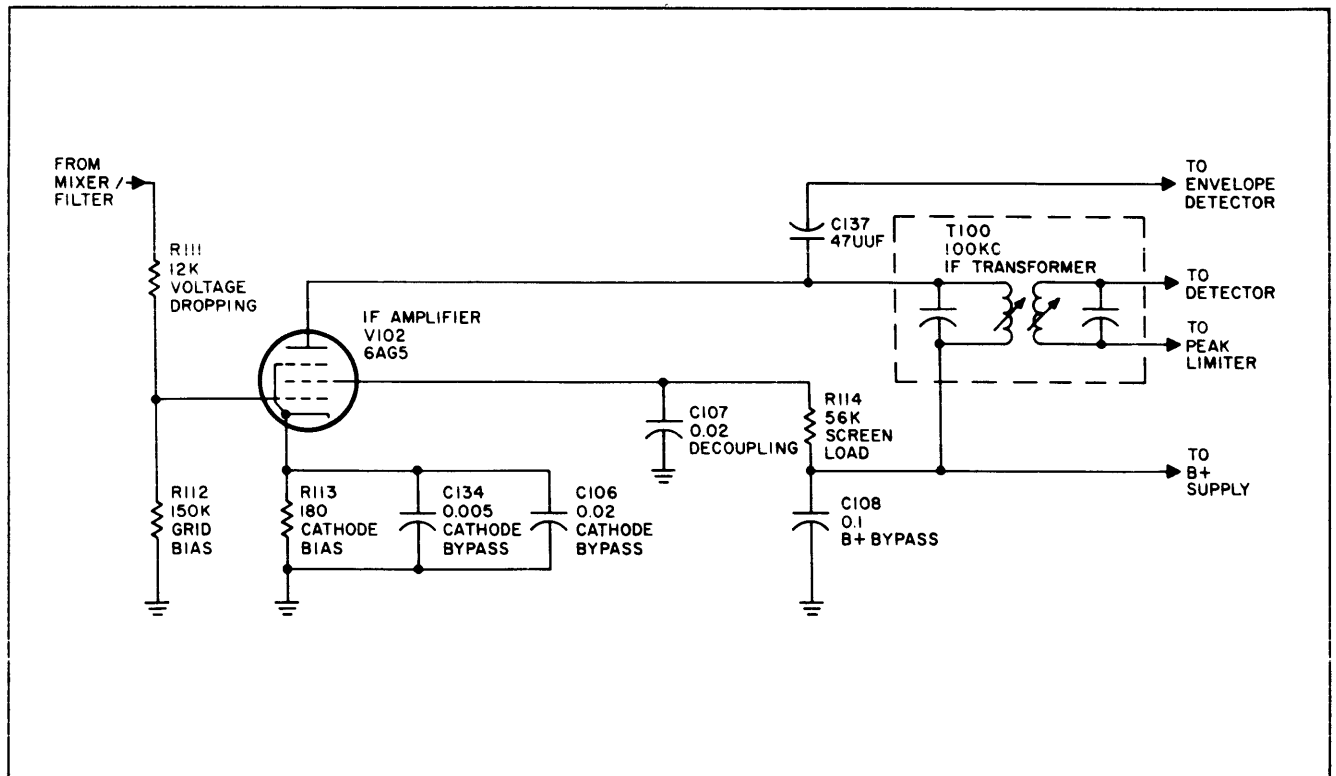 FROM
MIXER /
FILTER
R111
12K
VOLTAGE
DROPPING
IF AMPLIFIER
V102
6AG5
R112
150K
GRID
BIAS
R113
180
CATHODE
BIAS
C134
0.005
CATHODE
BYPASS
C106
0.02
CATHODE
BYPASS
C107
0.02
DECOUPLING
C137
47UUF
T100
100KC
IF TRANSFORMER
R114
56K
SCREEN
LOAD
C108
0.1
B+ BYPASS
TO
ENVELOPE
DETECTOR
TO
DETECTOR
TO
PEAK
LIMITER
TO
B+
SUPPLY